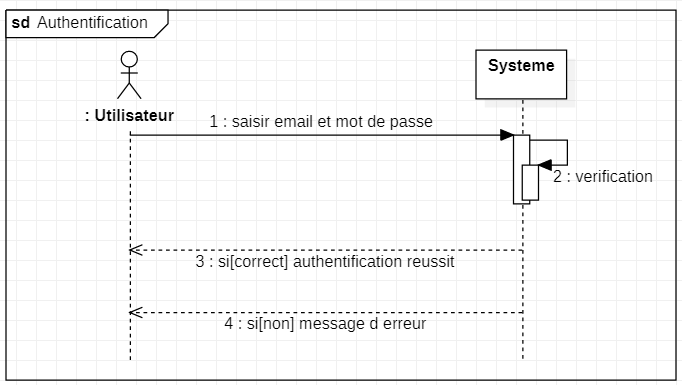 sd Authentification
Systeme
: Utilisateur
1 : saisir email et mot de passe
2 : verification
3 : si[correct] authentification reussit
4 : si[non] message d erreur